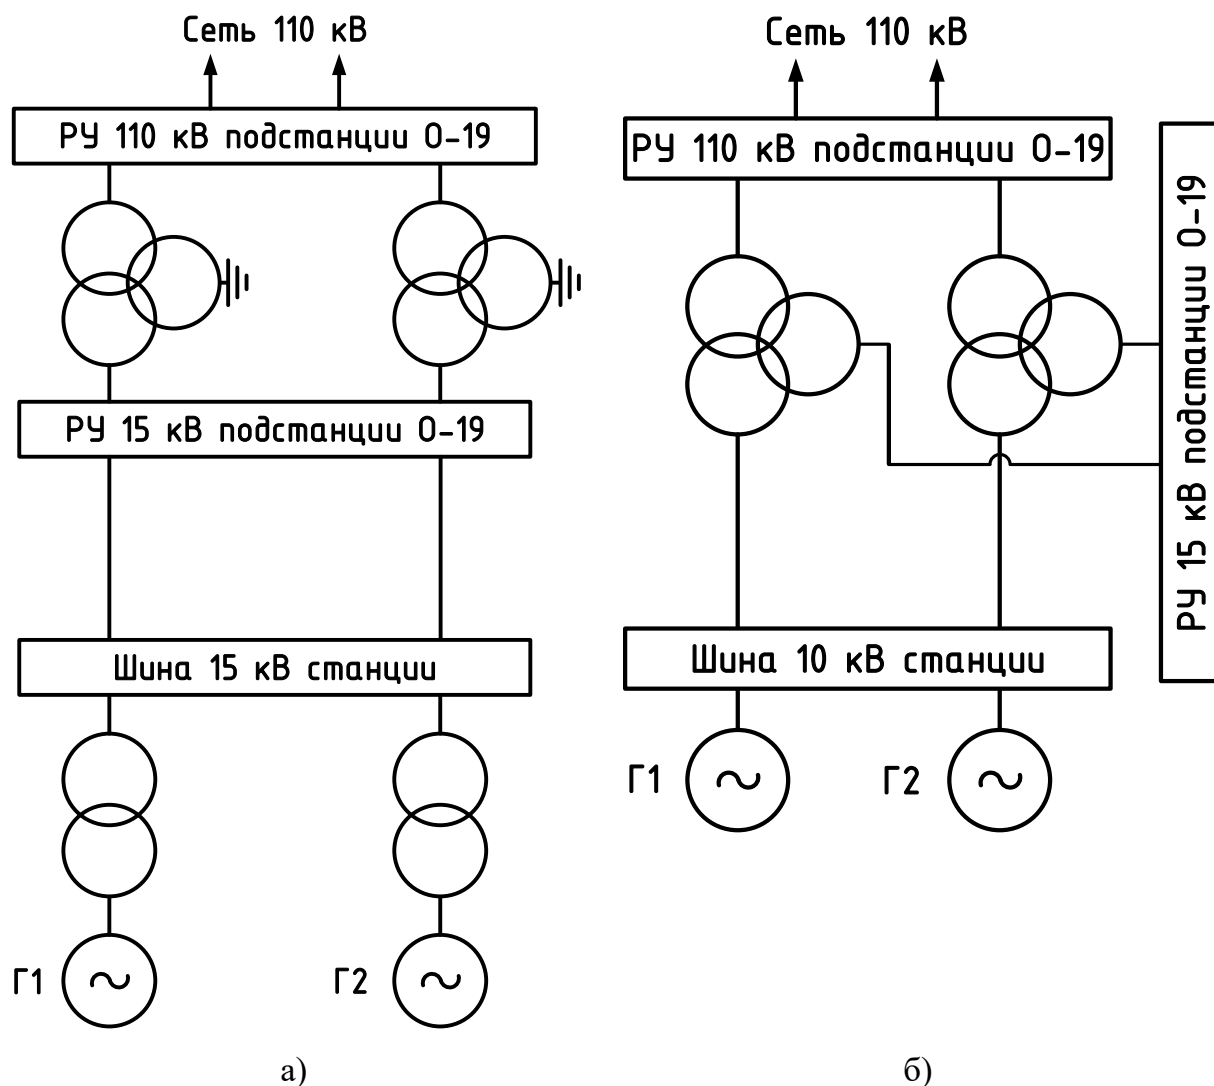 Сеть 110 кВ
РУ 110 кВ подстанции О-19
РУ 15 кВ подстанции О-19
Шина 15 кВ станции
Г1
Г2
а)
Сеть 110 кВ
РУ 110 кВ подстанции О-19
РУ 15 кВ подстанции О-19
Шина 10 кВ станции
Г1
Г2
б)